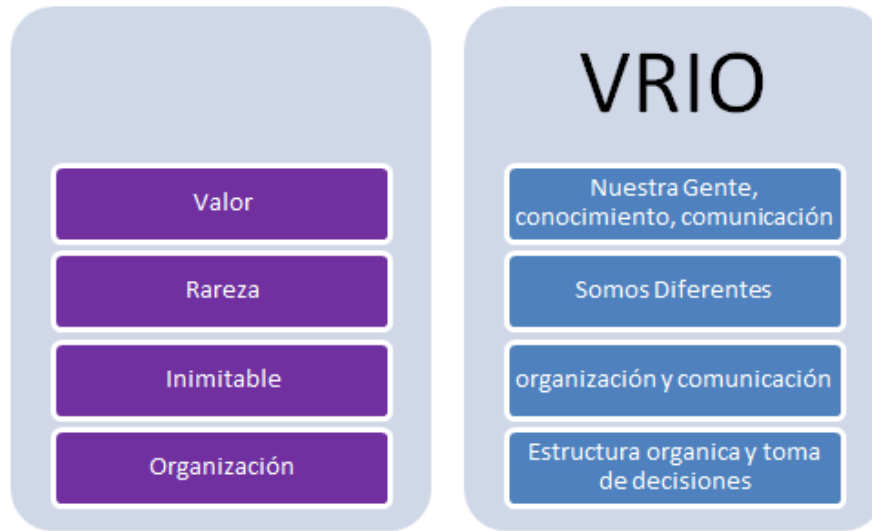 VRIO
Valor
Rareza
Inimitable
Organización
Nuestra Gente,
conocimiento, comunicación
Somos Diferentes
organización y comunicación
Estructura organica y toma
de decisiones